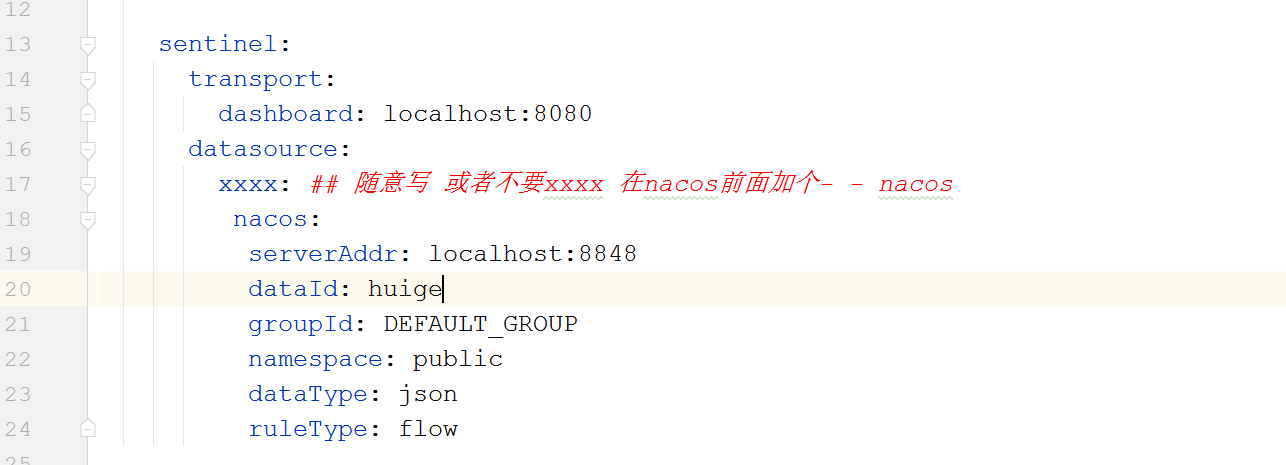 12
13 sentinel:
14 transport:
15 dashboard: localhost:8080
16 datasource:
17 xxxx: ## 随意写 或者不要xxxx 在nacos前面加个- - nacos
18 nacos:
19 serverAddr: localhost:8848
20 dataId: huige
21 groupId: DEFAULT_GROUP
22 namespace: public
23 dataType: json
24 ruleType: flow
25